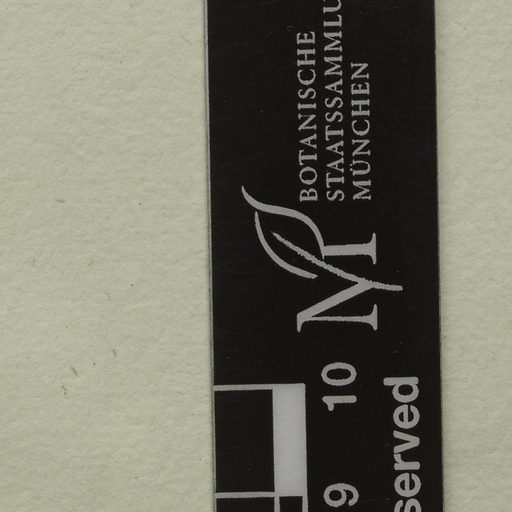 BOTANISCHE
STAATSSAMMLU
MÜNCHEN
9 10
served